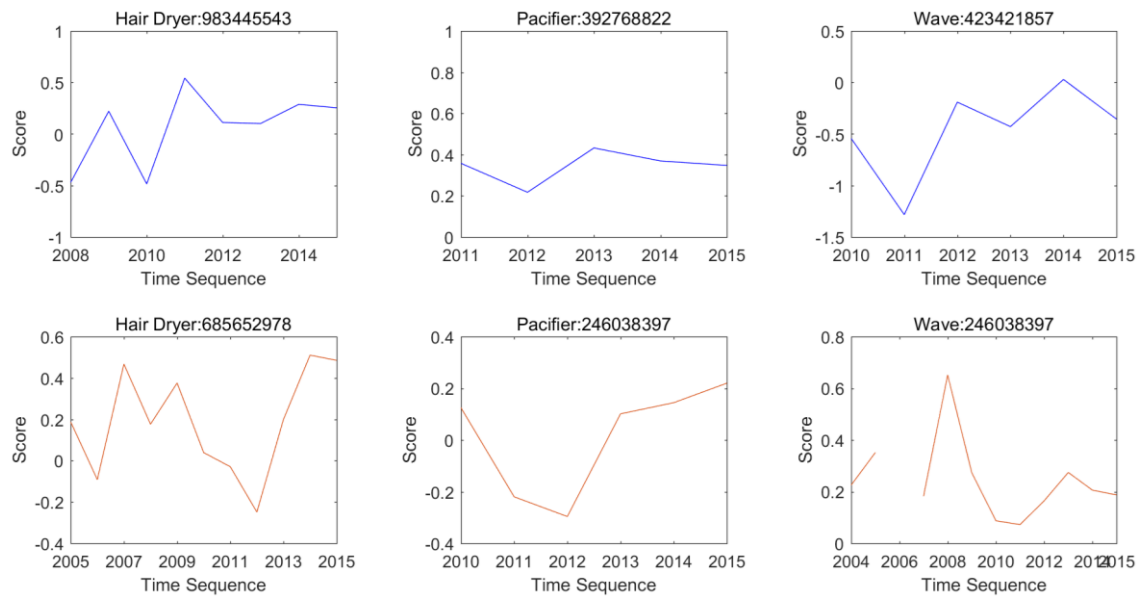 Hair Dryer:983445543
Score
1
0.5
0
-0.5
-1
2008 2010 2012 2014
Time Sequence
Pacifier:392768822
Score
1
0.8
0.6
0.4
0.2
0
2011 2012 2013 2014 2015
Time Sequence
Wave:423421857
Score
0.5
0
-0.5
-1
-1.5
2010 2011 2012 2013 2014 2015
Time Sequence
Hair Dryer:685652978
Score
0.6
0.4
0.2
0
-0.2
-0.4
2005 2007 2009 2011 2013 2015
Time Sequence
Pacifier:246038397
Score
0.4
0.2
0
-0.2
-0.4
2010 2011 2012 2013 2014 2015
Time Sequence
Wave:246038397
Score
0.8
0.6
0.4
0.2
0
2004 2006 2008 2010 2012 2014 2015
Time Sequence